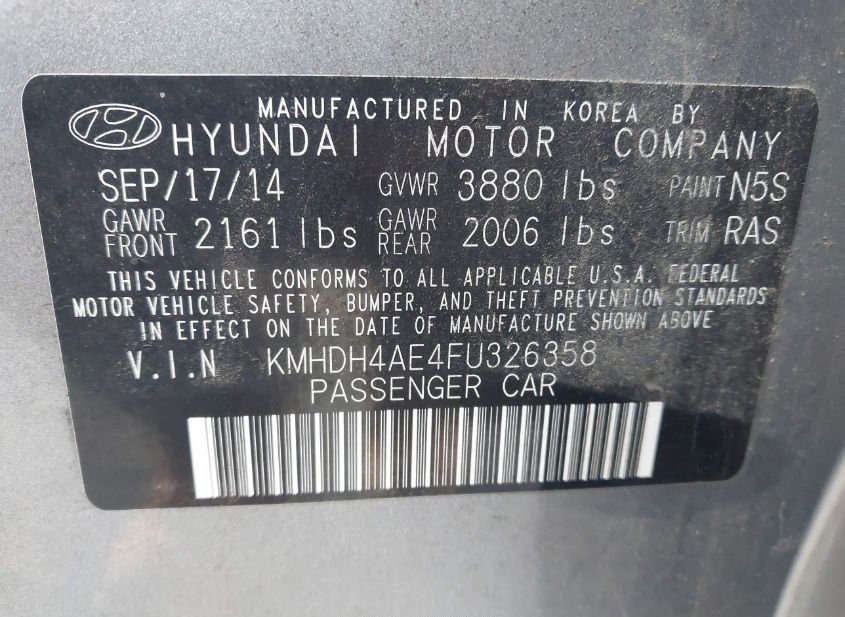 MANUFACTURED IN KOREA BY
HYUNDAI MOTOR COMPANY
SEP/17/14 GVWR 3880 lbs PAINT N5S
GAWR FRONT 2161 lbs GAWR REAR 2006 lbs TRIM RAS
THIS VEHICLE CONFORMS TO ALL APPLICABLE U.S.A. FEDERAL
MOTOR VEHICLE SAFETY, BUMPER, AND THEFT PREVENTION STANDARDS
IN EFFECT ON THE DATE OF MANUFACTURE SHOWN ABOVE
V.I.N KMHDH4AE4FU326358
PASSENGER CAR